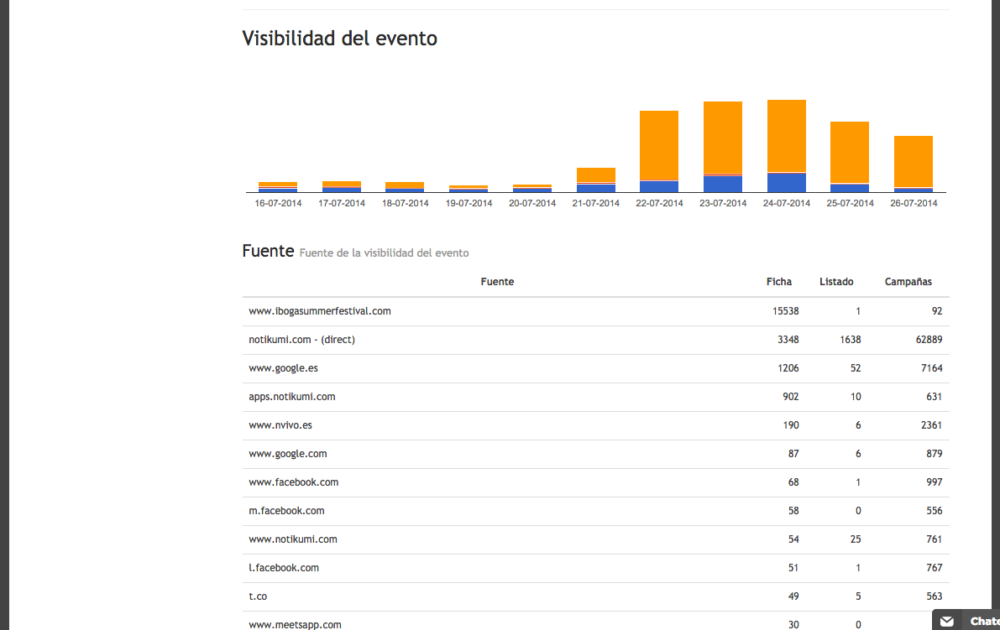 Visibilidad del evento
16-07-2014 17-07-2014 18-07-2014 19-07-2014 20-07-2014 21-07-2014 22-07-2014 23-07-2014 24-07-2014 25-07-2014 26-07-2014
Fuente Fuente de la visibilidad del evento
Fuente Ficha Listado Campañas
www.ibogasummerfestival.com 15538 1 92
notikumi.com - (direct) 3348 1638 62889
www.google.es 1206 52 7164
apps.notikumi.com 902 10 631
www.nvivo.es 190 6 2361
www.google.com 87 6 879
www.facebook.com 68 1 997
m.facebook.com 58 0 556
www.notikumi.com 54 25 761
l.facebook.com 51 1 767
t.co 49 5 563
www.meetsapp.com 30 0
Chate